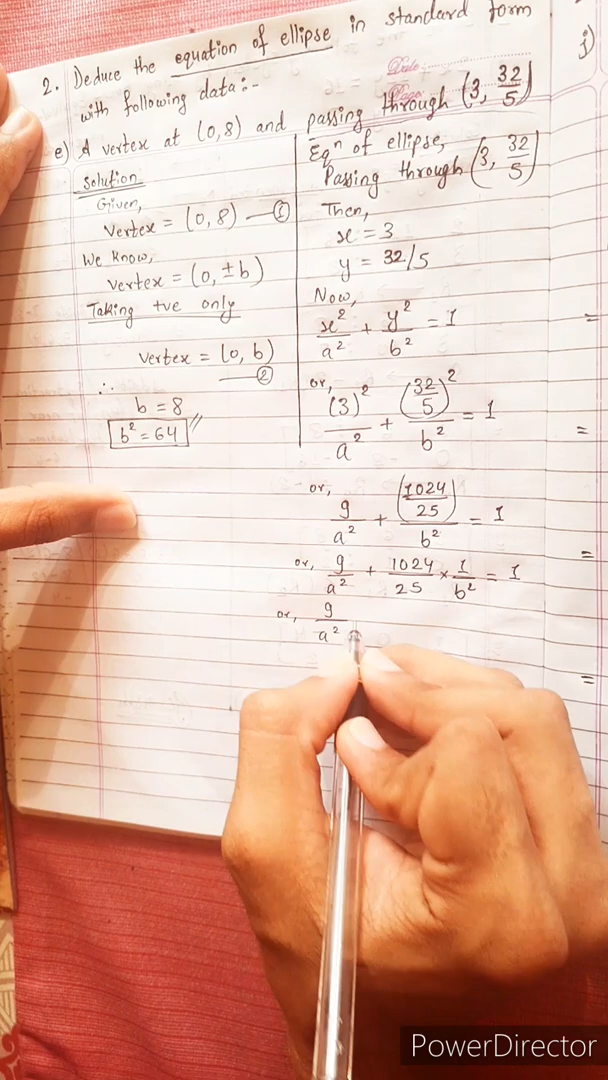 2. Deduce the equation of ellipse in standard form
with following data:-
Date
Page
e) A vertex at (0,8) and passing through (3, 32/5)
Solution
Given,
vertex = (0,8) —①
We know,
vertex = (0, ±b)
Taking +ve only
vertex = (0, b)
—②
∴
b = 8
b² = 64
Eqⁿ of ellipse,
Passing through (3, 32/5)
Then,
x = 3
y = 32/5
Now,
x²/a² + y²/b² = 1
or,
(3)²/a² + (32/5)²/b² = 1
or,
9/a² + (1024/25)/b² = 1
or, 9/a² + 1024/25 × 1/b² = 1
or, 9/a²
j)
=
=
=
=
PowerDirector